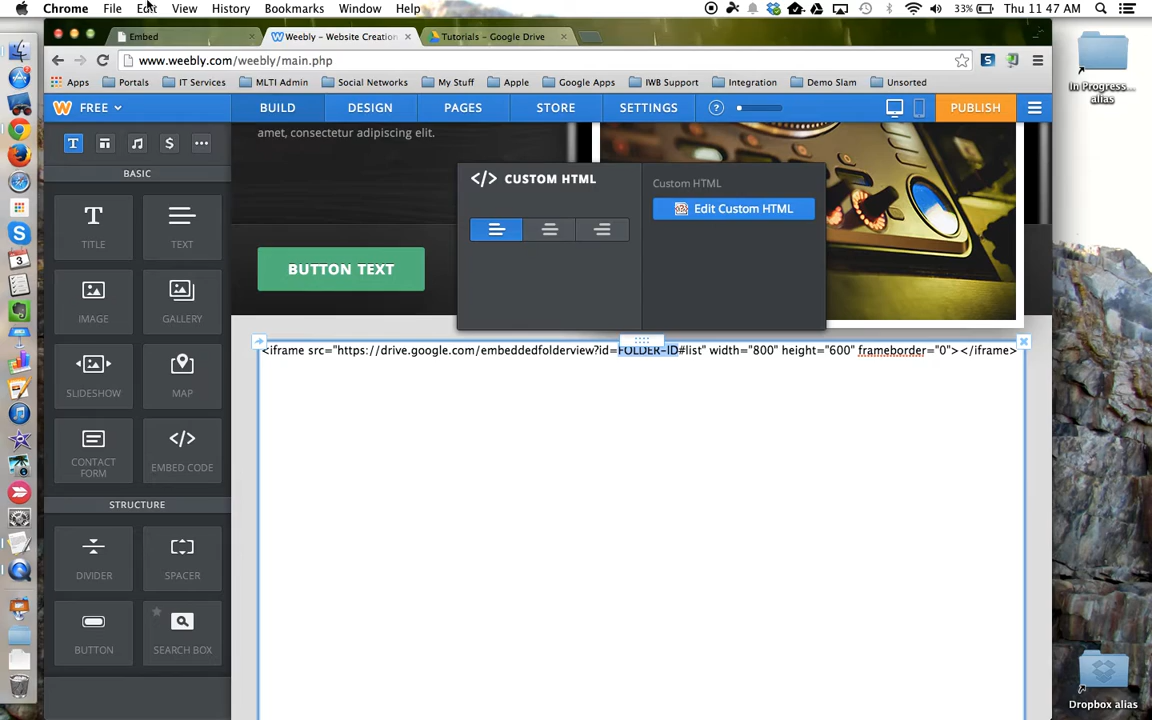 Chrome File Edit View History Bookmarks Window Help 33% Thu 11:47 AM
Embed Weebly - Website Creation Tutorials - Google Drive
www.weebly.com/weebly/main.php
Apps Portals IT Services MLTI Admin Social Networks My Stuff Apple Google Apps IWB Support Integration Demo Slam Unsorted
In Progress... alias
FREE BUILD DESIGN PAGES STORE SETTINGS ? PUBLISH
amet, consectetur adipiscing elit.
BASIC
TITLE TEXT
IMAGE GALLERY
SLIDESHOW MAP
CONTACT FORM EMBED CODE
STRUCTURE
DIVIDER SPACER
BUTTON SEARCH BOX
</> CUSTOM HTML
Custom HTML
Edit Custom HTML
BUTTON TEXT
<iframe src="https://drive.google.com/embeddedfolderview?id=FOLDER-ID#list" width="800" height="600" frameborder="0"></iframe>
Dropbox alias